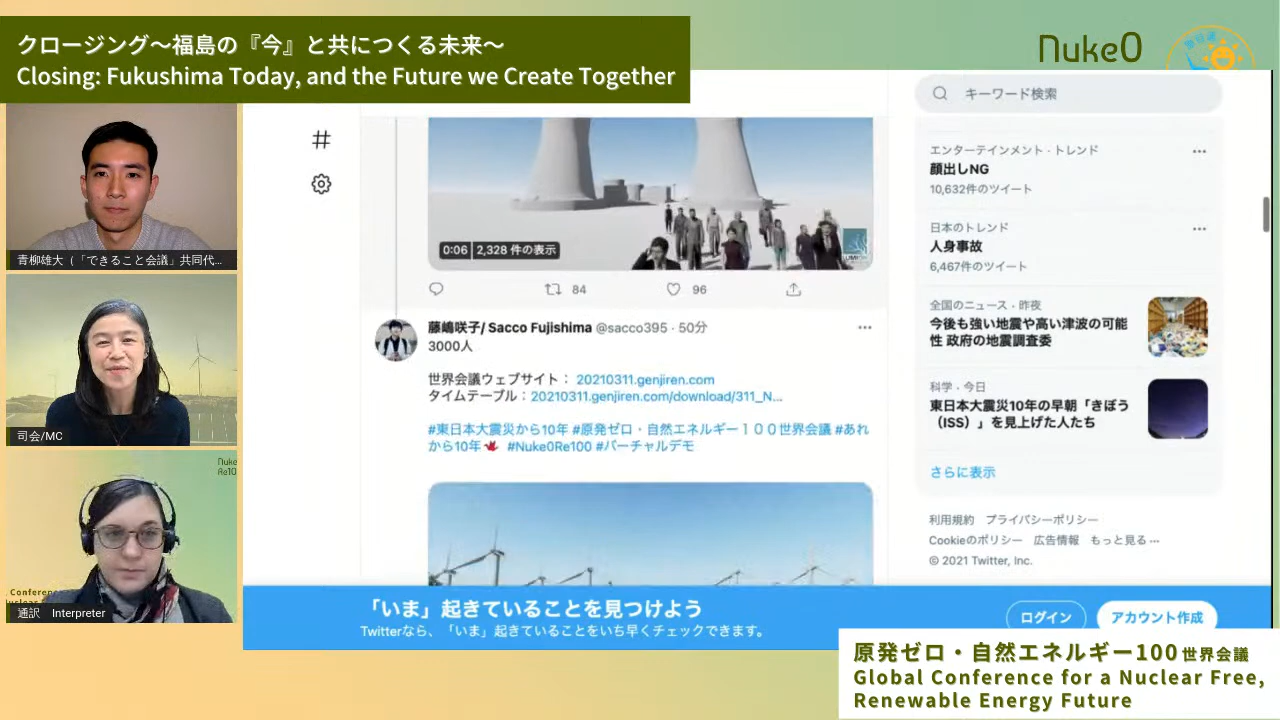 クロージング〜福島の『今』と共につくる未来〜
Closing: Fukushima Today, and the Future we Create Together
NukeO
青柳雄大（「できること会議」共同代...
司会/MC
Nuke
Re10
. Conference
通訳 Interpreter
#
0:06 2,328 件の表示
84
96
藤嶋咲子/ Sacco Fujishima @sacco395 · 50分
3000人
世界会議ウェブサイト： 20210311.genjiren.com
タイムテーブル：20210311.genjiren.com/download/311_N...
#東日本大震災から10年 #原発ゼロ・自然エネルギー１００世界会議 #あれ
から10年 #Nuke0Re100 #バーチャルデモ
キーワード検索
エンターテインメント · トレンド
顔出しNG
10,632件のツイート
日本のトレンド
人身事故
6,467件のツイート
全国のニュース · 昨夜
今後も強い地震や高い津波の可能
性 政府の地震調査委
科学 · 今日
東日本大震災10年の早朝「きぼう
（ISS）」を見上げた人たち
さらに表示
利用規約 プライバシーポリシー
Cookieのポリシー 広告情報 もっと見る ···
© 2021 Twitter, Inc.
「いま」起きていることを見つけよう
Twitterなら、「いま」起きていることをいち早くチェックできます。
ログイン
アカウント作成
原発ゼロ・自然エネルギー100世界会議
Global Conference for a Nuclear Free,
Renewable Energy Future